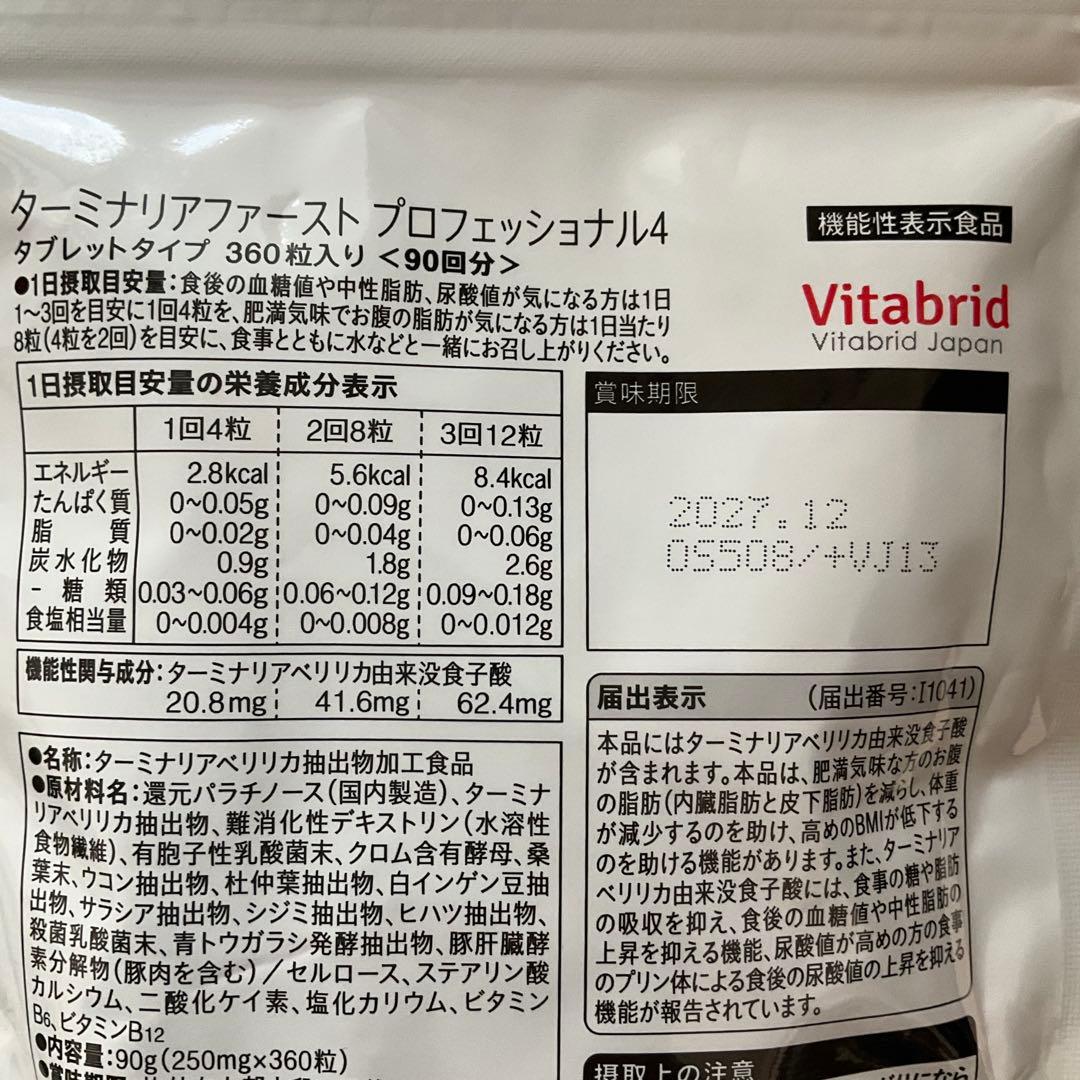 ターミナリアファースト プロフェッショナル4
タブレットタイプ 360粒入り <90回分>
●1日摂取目安量:食後の血糖値や中性脂肪、尿酸値が気になる方は1日
1〜3回を目安に1回4粒を、肥満気味でお腹の脂肪が気になる方は1日当たり
8粒(4粒を2回)を目安に、食事とともに水などと一緒にお召し上がりください。
機能性表示食品
Vitabrid
Vitabrid Japan
1日摂取目安量の栄養成分表示
1回4粒 2回8粒 3回12粒
エネルギー 2.8kcal 5.6kcal 8.4kcal
たんぱく質 0~0.05g 0~0.09g 0~0.13g
脂質 0~0.02g 0~0.04g 0~0.06g
炭水化物 0.9g 1.8g 2.6g
- 糖類 0.03~0.06g 0.06~0.12g 0.09~0.18g
食塩相当量 0~0.004g 0~0.008g 0~0.012g
機能性関与成分:ターミナリアベリリカ由来没食子酸
20.8mg 41.6mg 62.4mg
賞味期限
2027.12
05508/+VJ13
●名称:ターミナリアベリリカ抽出物加工食品
●原材料名:還元パラチノース(国内製造)、ターミナ
リアベリリカ抽出物、難消化性デキストリン(水溶性
食物繊維)、有胞子性乳酸菌末、クロム含有酵母、桑
葉末、ウコン抽出物、杜仲葉抽出物、白インゲン豆抽
出物、サラシア抽出物、シジミ抽出物、ヒハツ抽出物、
殺菌乳酸菌末、青トウガラシ発酵抽出物、豚肝臓酵
素分解物(豚肉を含む)/セルロース、ステアリン酸
カルシウム、二酸化ケイ素、塩化カリウム、ビタミン
B6、ビタミンB12
●内容量:90g(250mg×360粒)
届出表示 (届出番号:I1041)
本品にはターミナリアベリリカ由来没食子酸
が含まれます。本品は、肥満気味な方のお腹
の脂肪(内臓脂肪と皮下脂肪)を減らし、体重
が減少するのを助け、高めのBMIが低下する
のを助ける機能があります。また、ターミナリア
ベリリカ由来没食子酸には、食事の糖や脂肪
の吸収を抑え、食後の血糖値や中性脂肪の
上昇を抑える機能、尿酸値が高めの方の食事
のプリン体による食後の尿酸値の上昇を抑える
機能が報告されています。
摂取上の注意